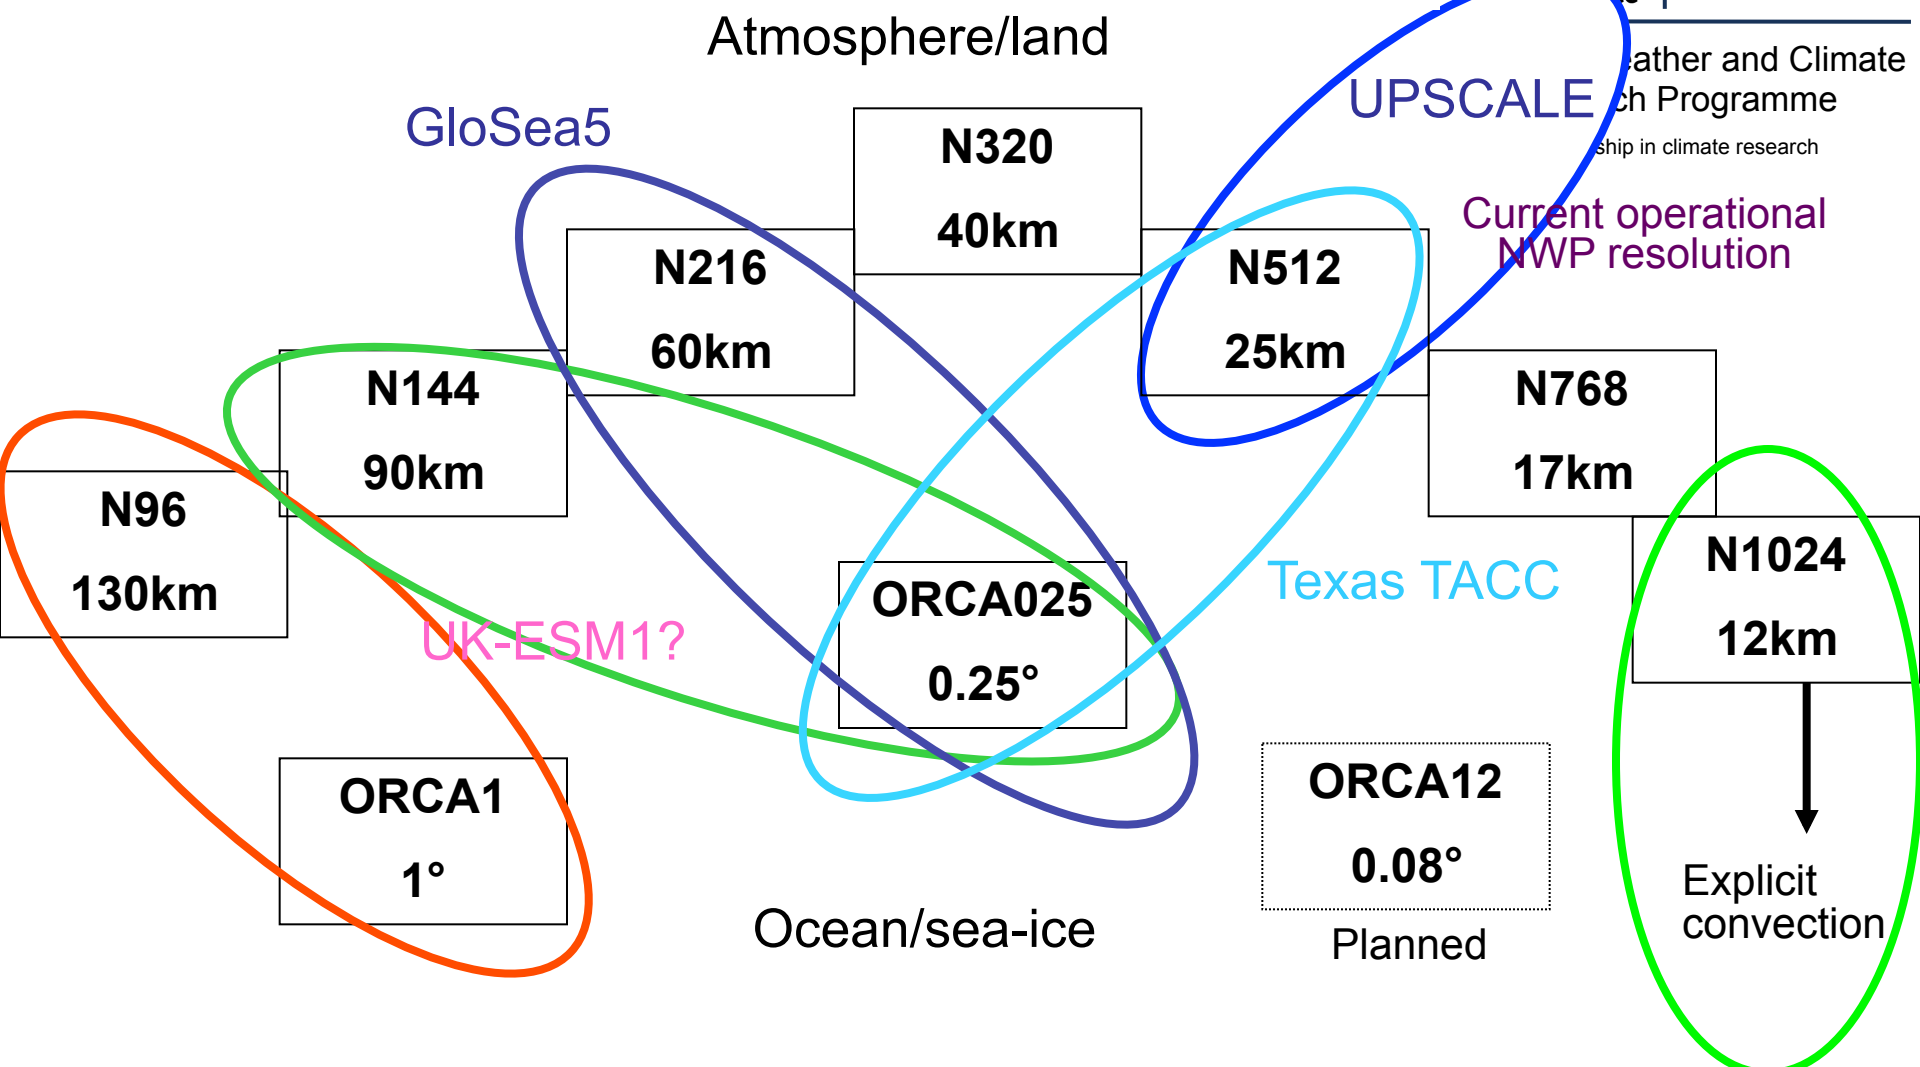 Atmosphere/land
ather and Climate
ch Programme
ship in climate research
GloSea5
UPSCALE
N320
40km
Current operational
NWP resolution
N216
60km
N512
25km
N144
90km
N768
17km
N96
130km
N1024
12km
ORCA025
0.25°
Texas TACC
UK-ESM1?
ORCA1
1°
ORCA12
0.08°
Explicit
convection
Ocean/sea-ice
Planned